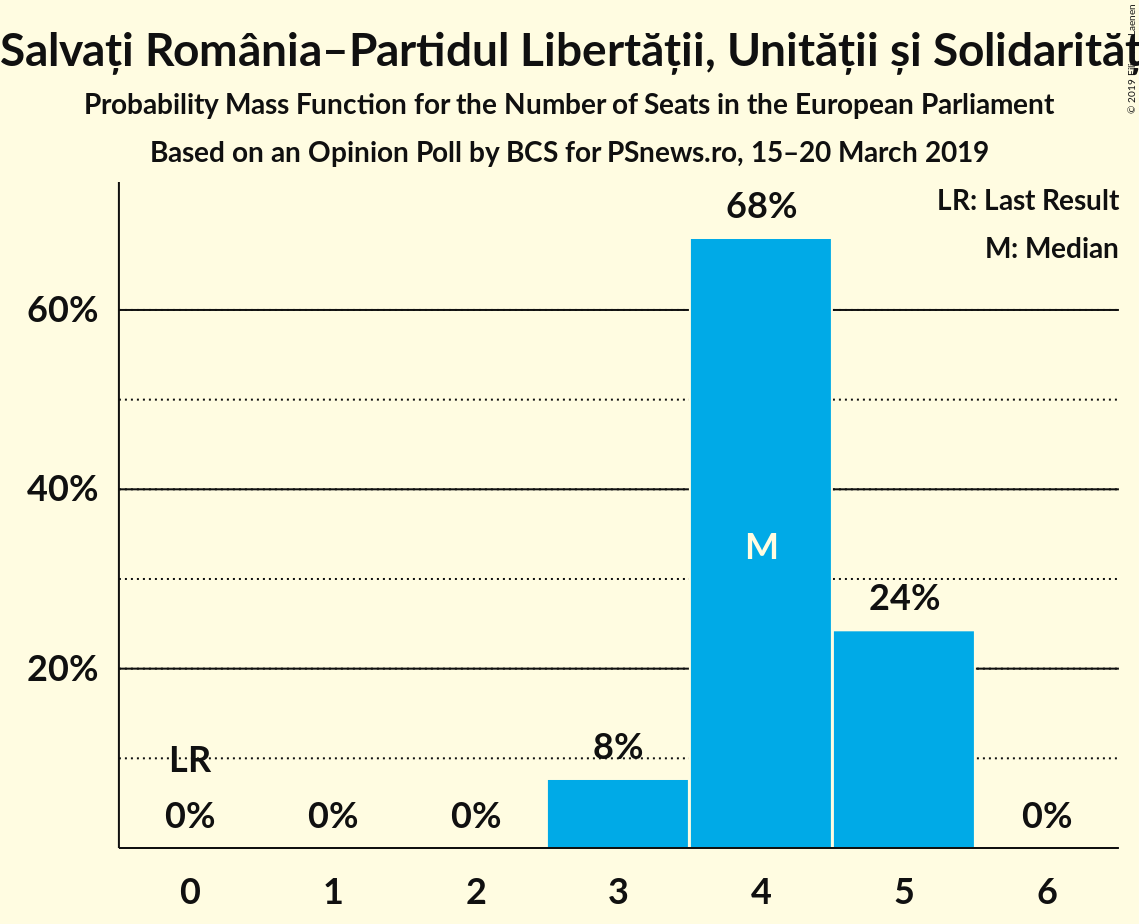 Salvați România–Partidul Libertății, Unității și Solidarităț
Probability Mass Function for the Number of Seats in the European Parliament
Based on an Opinion Poll by BCS for PSnews.ro, 15–20 March 2019
© 2019
LR: Last Result
M: Median
68%
60%
40%
M
24%
20%
8%
LR
0% 0% 0% 0%
0 1 2 3 4 5 6